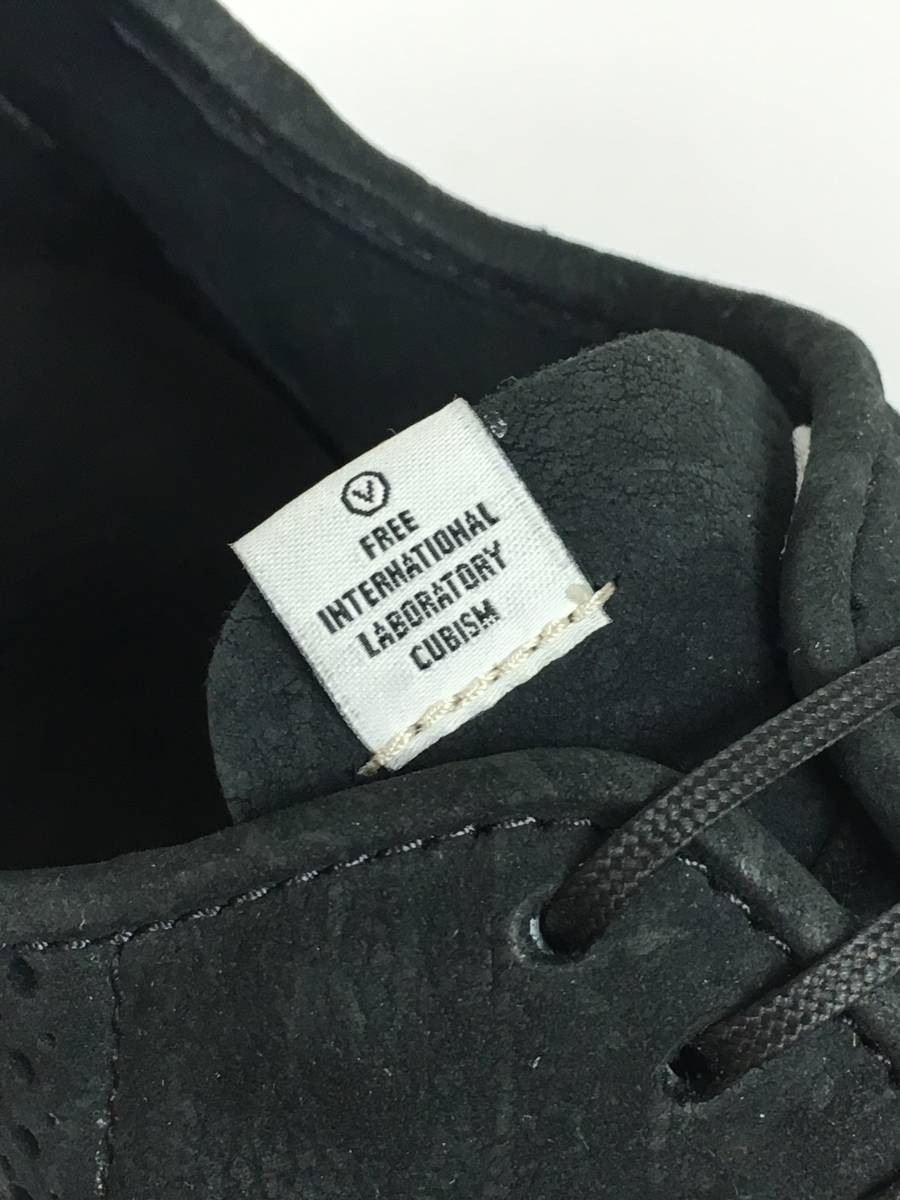 V
FREE
INTERNATIONAL
LABORATORY
CUBISM